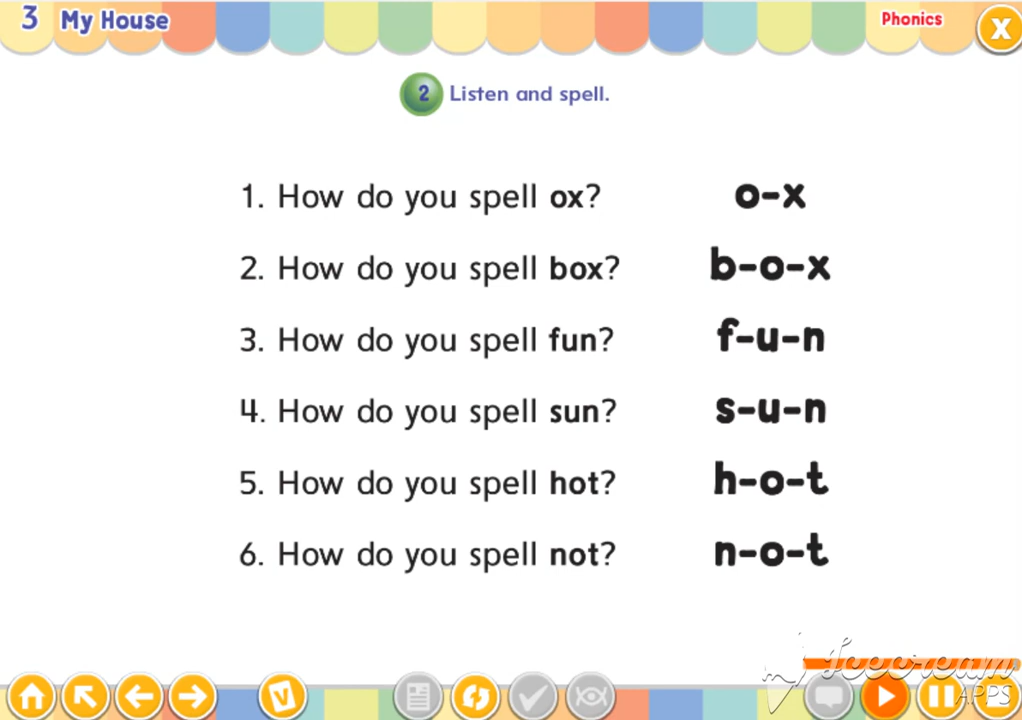 3 My House
Phonics
X
2 Listen and spell.
1. How do you spell ox? o-x
2. How do you spell box? b-o-x
3. How do you spell fun? f-u-n
4. How do you spell sun? s-u-n
5. How do you spell hot? h-o-t
6. How do you spell not? n-o-t
Icecream
APPS
V